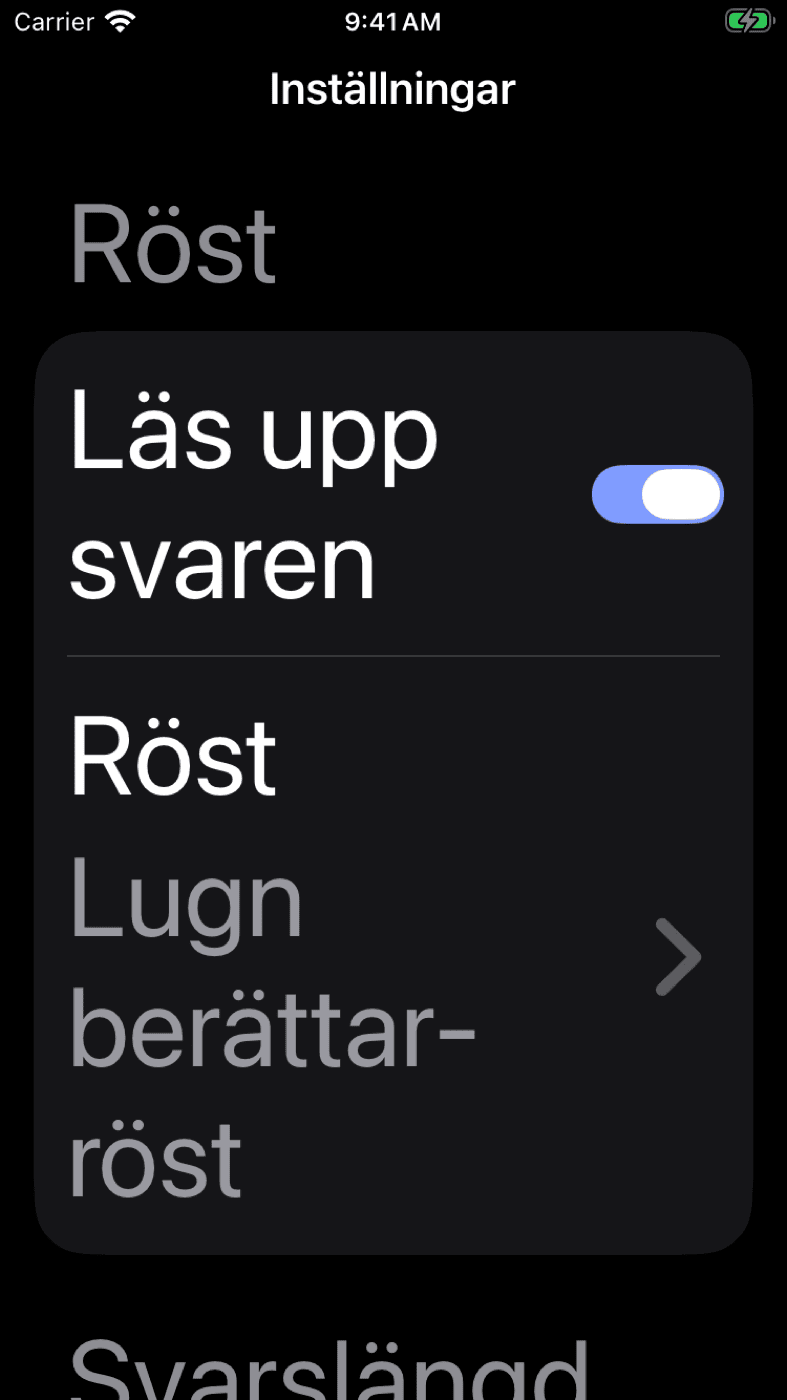 Carrier 9:41 AM
Inställningar
Röst
Läs upp
svaren
Röst
Lugn
berättar-
röst
Svarslängd